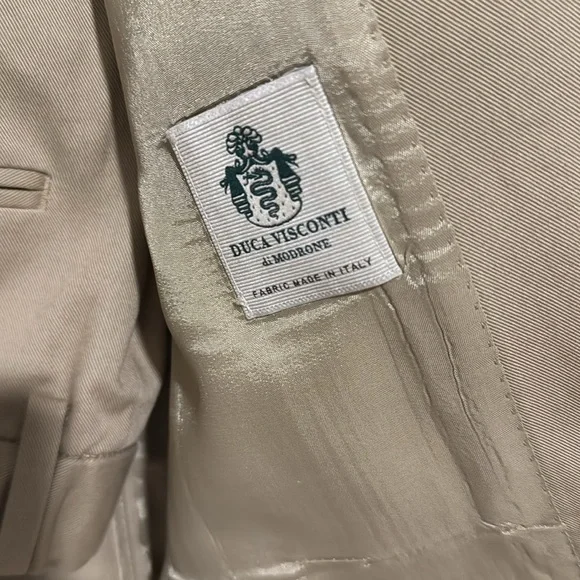 DUCA VISCONTI
di MODRONE
FABRIC MADE IN ITALY